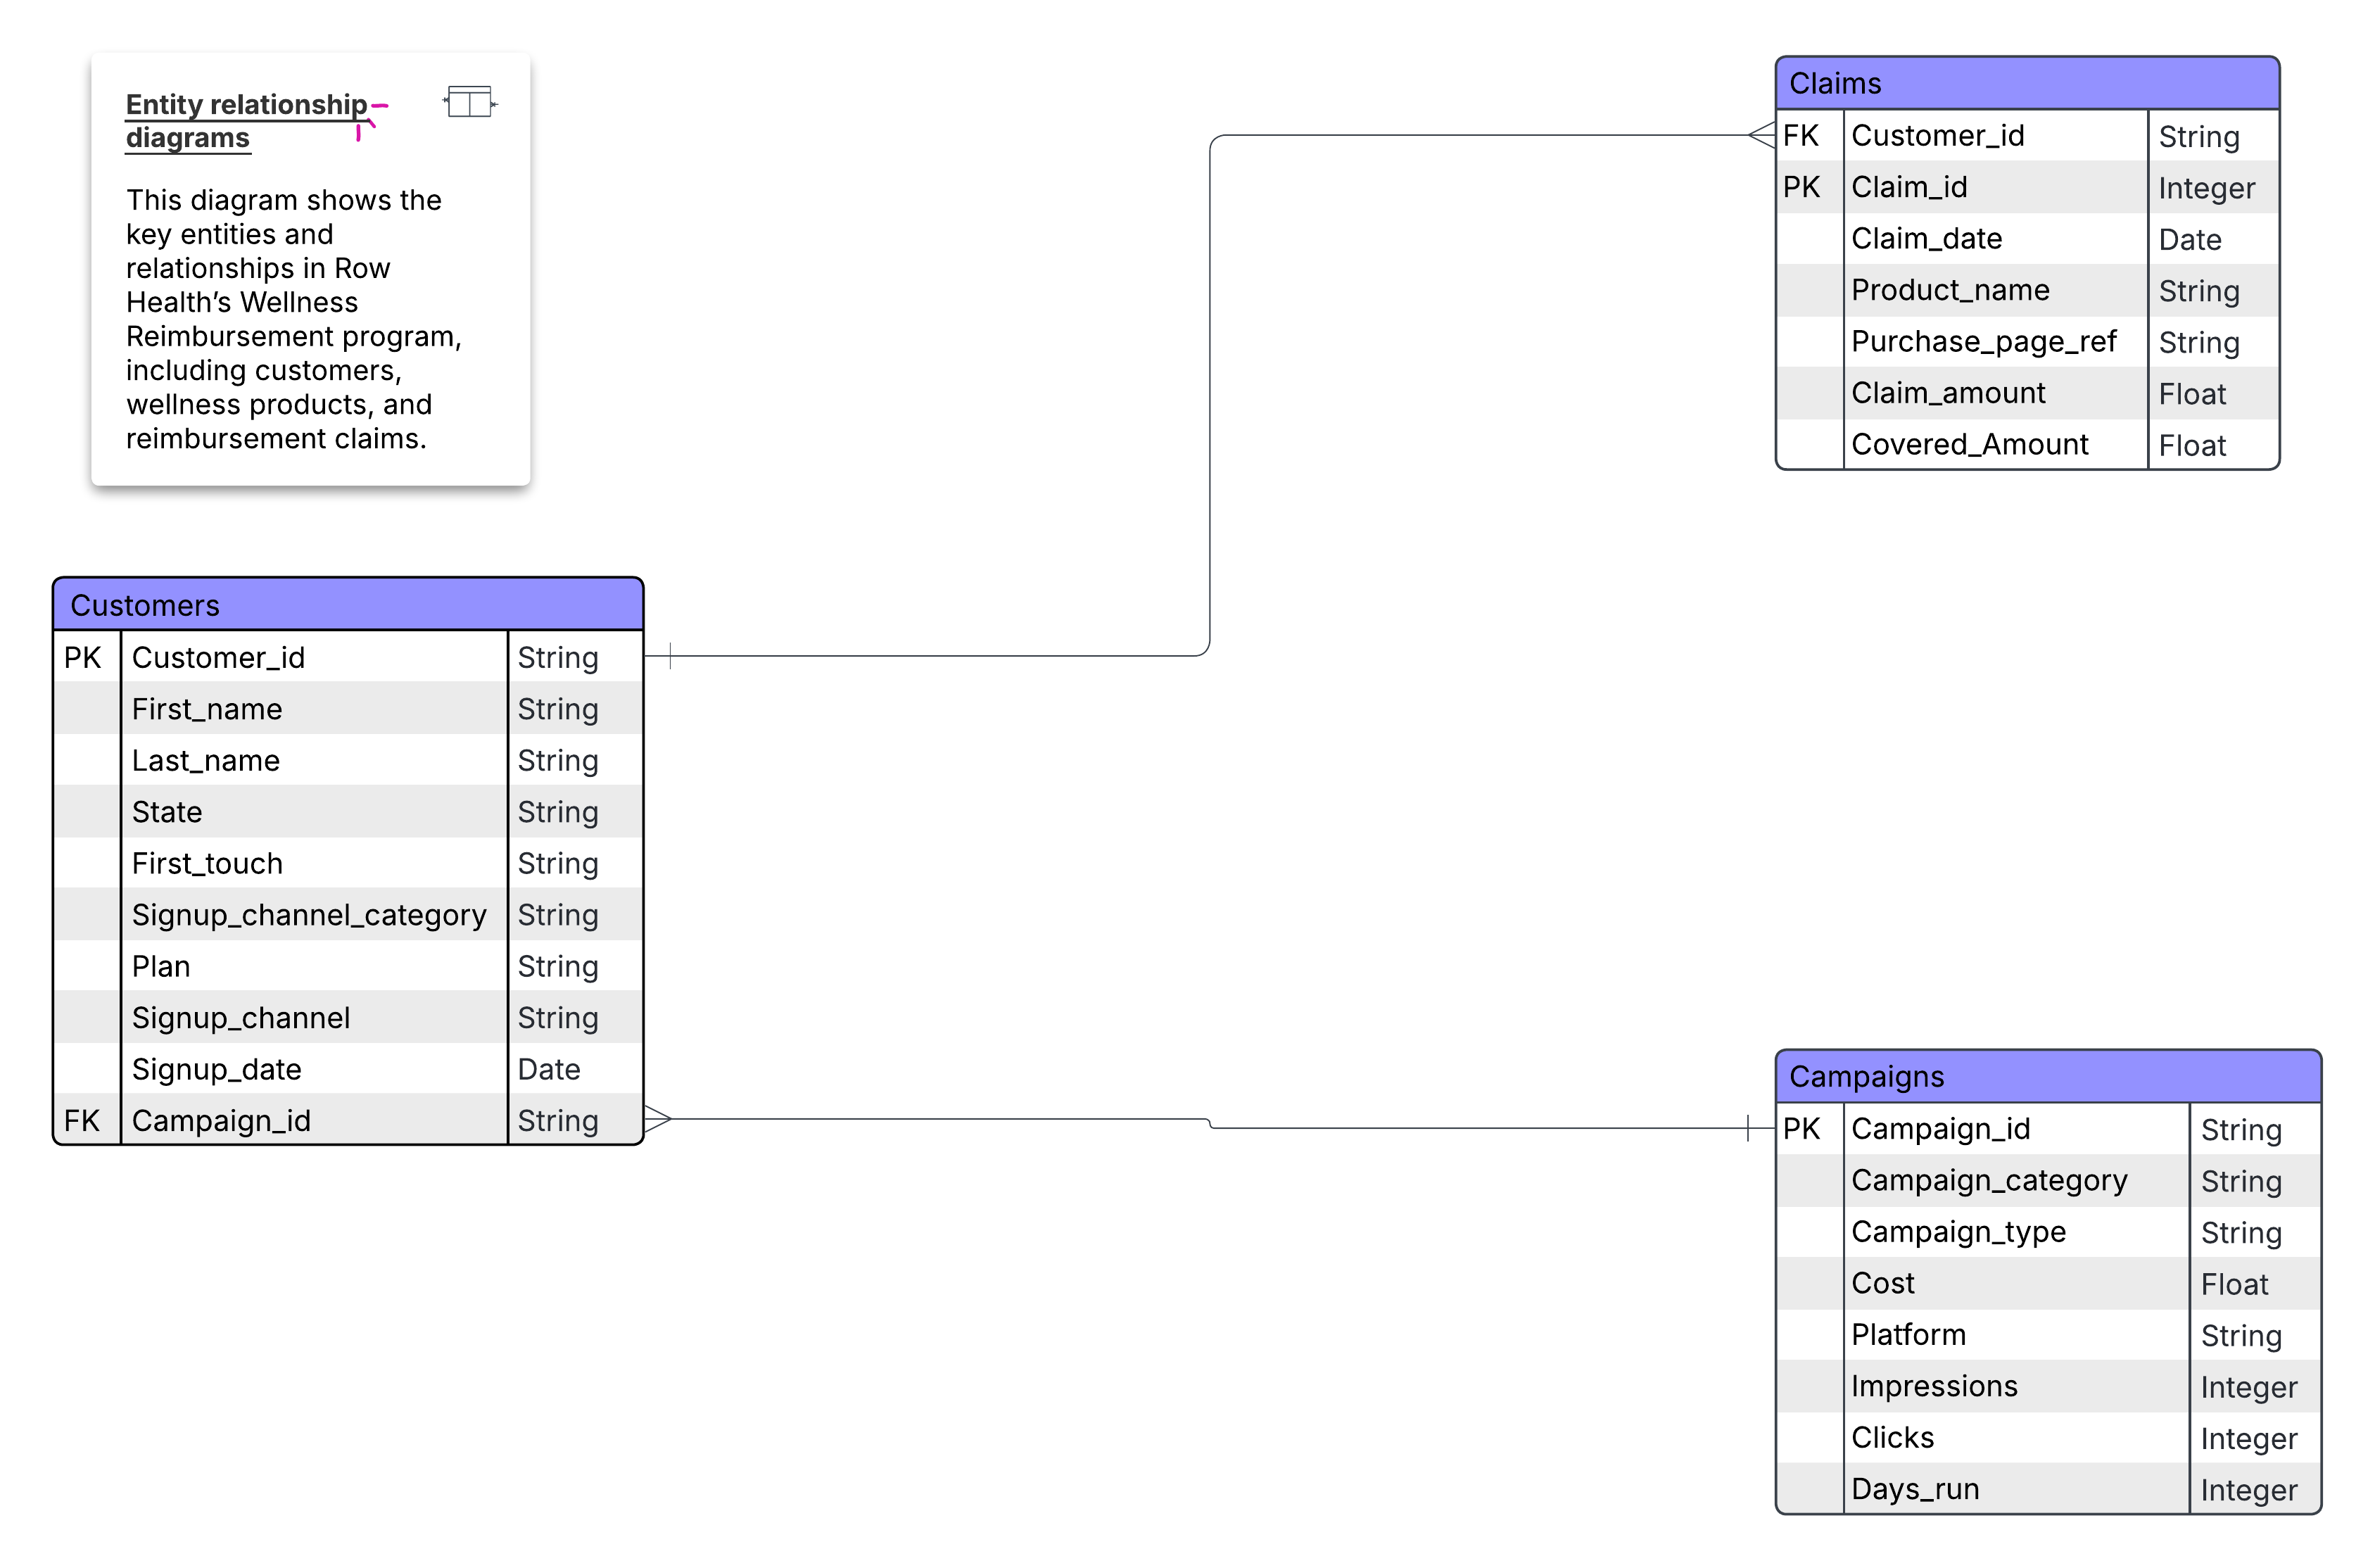 Entity relationship
diagrams
This diagram shows the
key entities and
relationships in Row
Health’s Wellness
Reimbursement program,
including customers,
wellness products, and
reimbursement claims.
Claims
FK Customer_id String
PK Claim_id Integer
Claim_date Date
Product_name String
Purchase_page_ref String
Claim_amount Float
Covered_Amount Float
Customers
PK Customer_id String
First_name String
Last_name String
State String
First_touch String
Signup_channel_category String
Plan String
Signup_channel String
Signup_date Date
FK Campaign_id String
Campaigns
PK Campaign_id String
Campaign_category String
Campaign_type String
Cost Float
Platform String
Impressions Integer
Clicks Integer
Days_run Integer